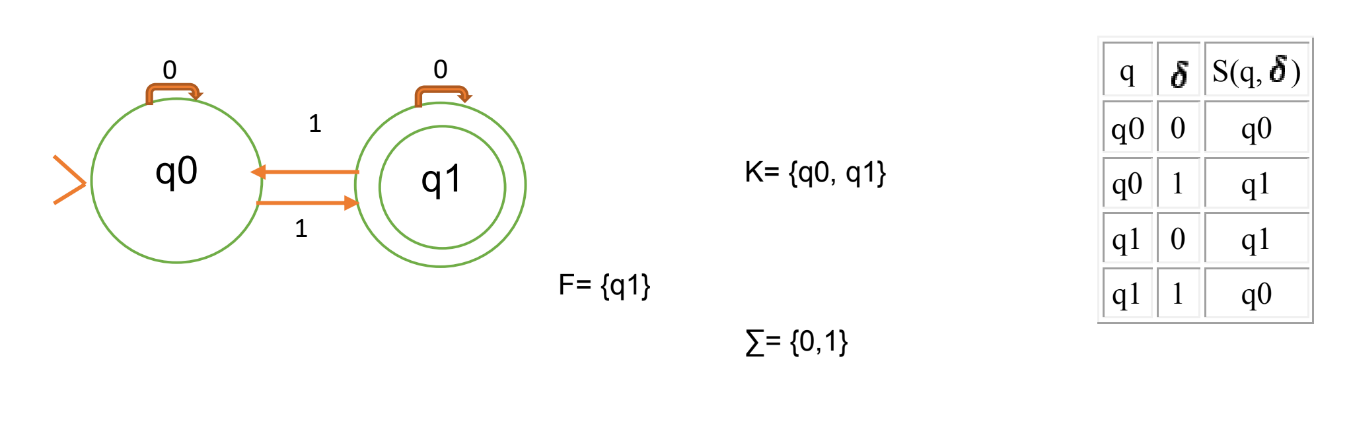 0
0
1
q0
q1
1
F= {q1}
K= {q0, q1}
∑= {0,1}
q δ S(q, δ)
q0 0 q0
q0 1 q1
q1 0 q1
q1 1 q0